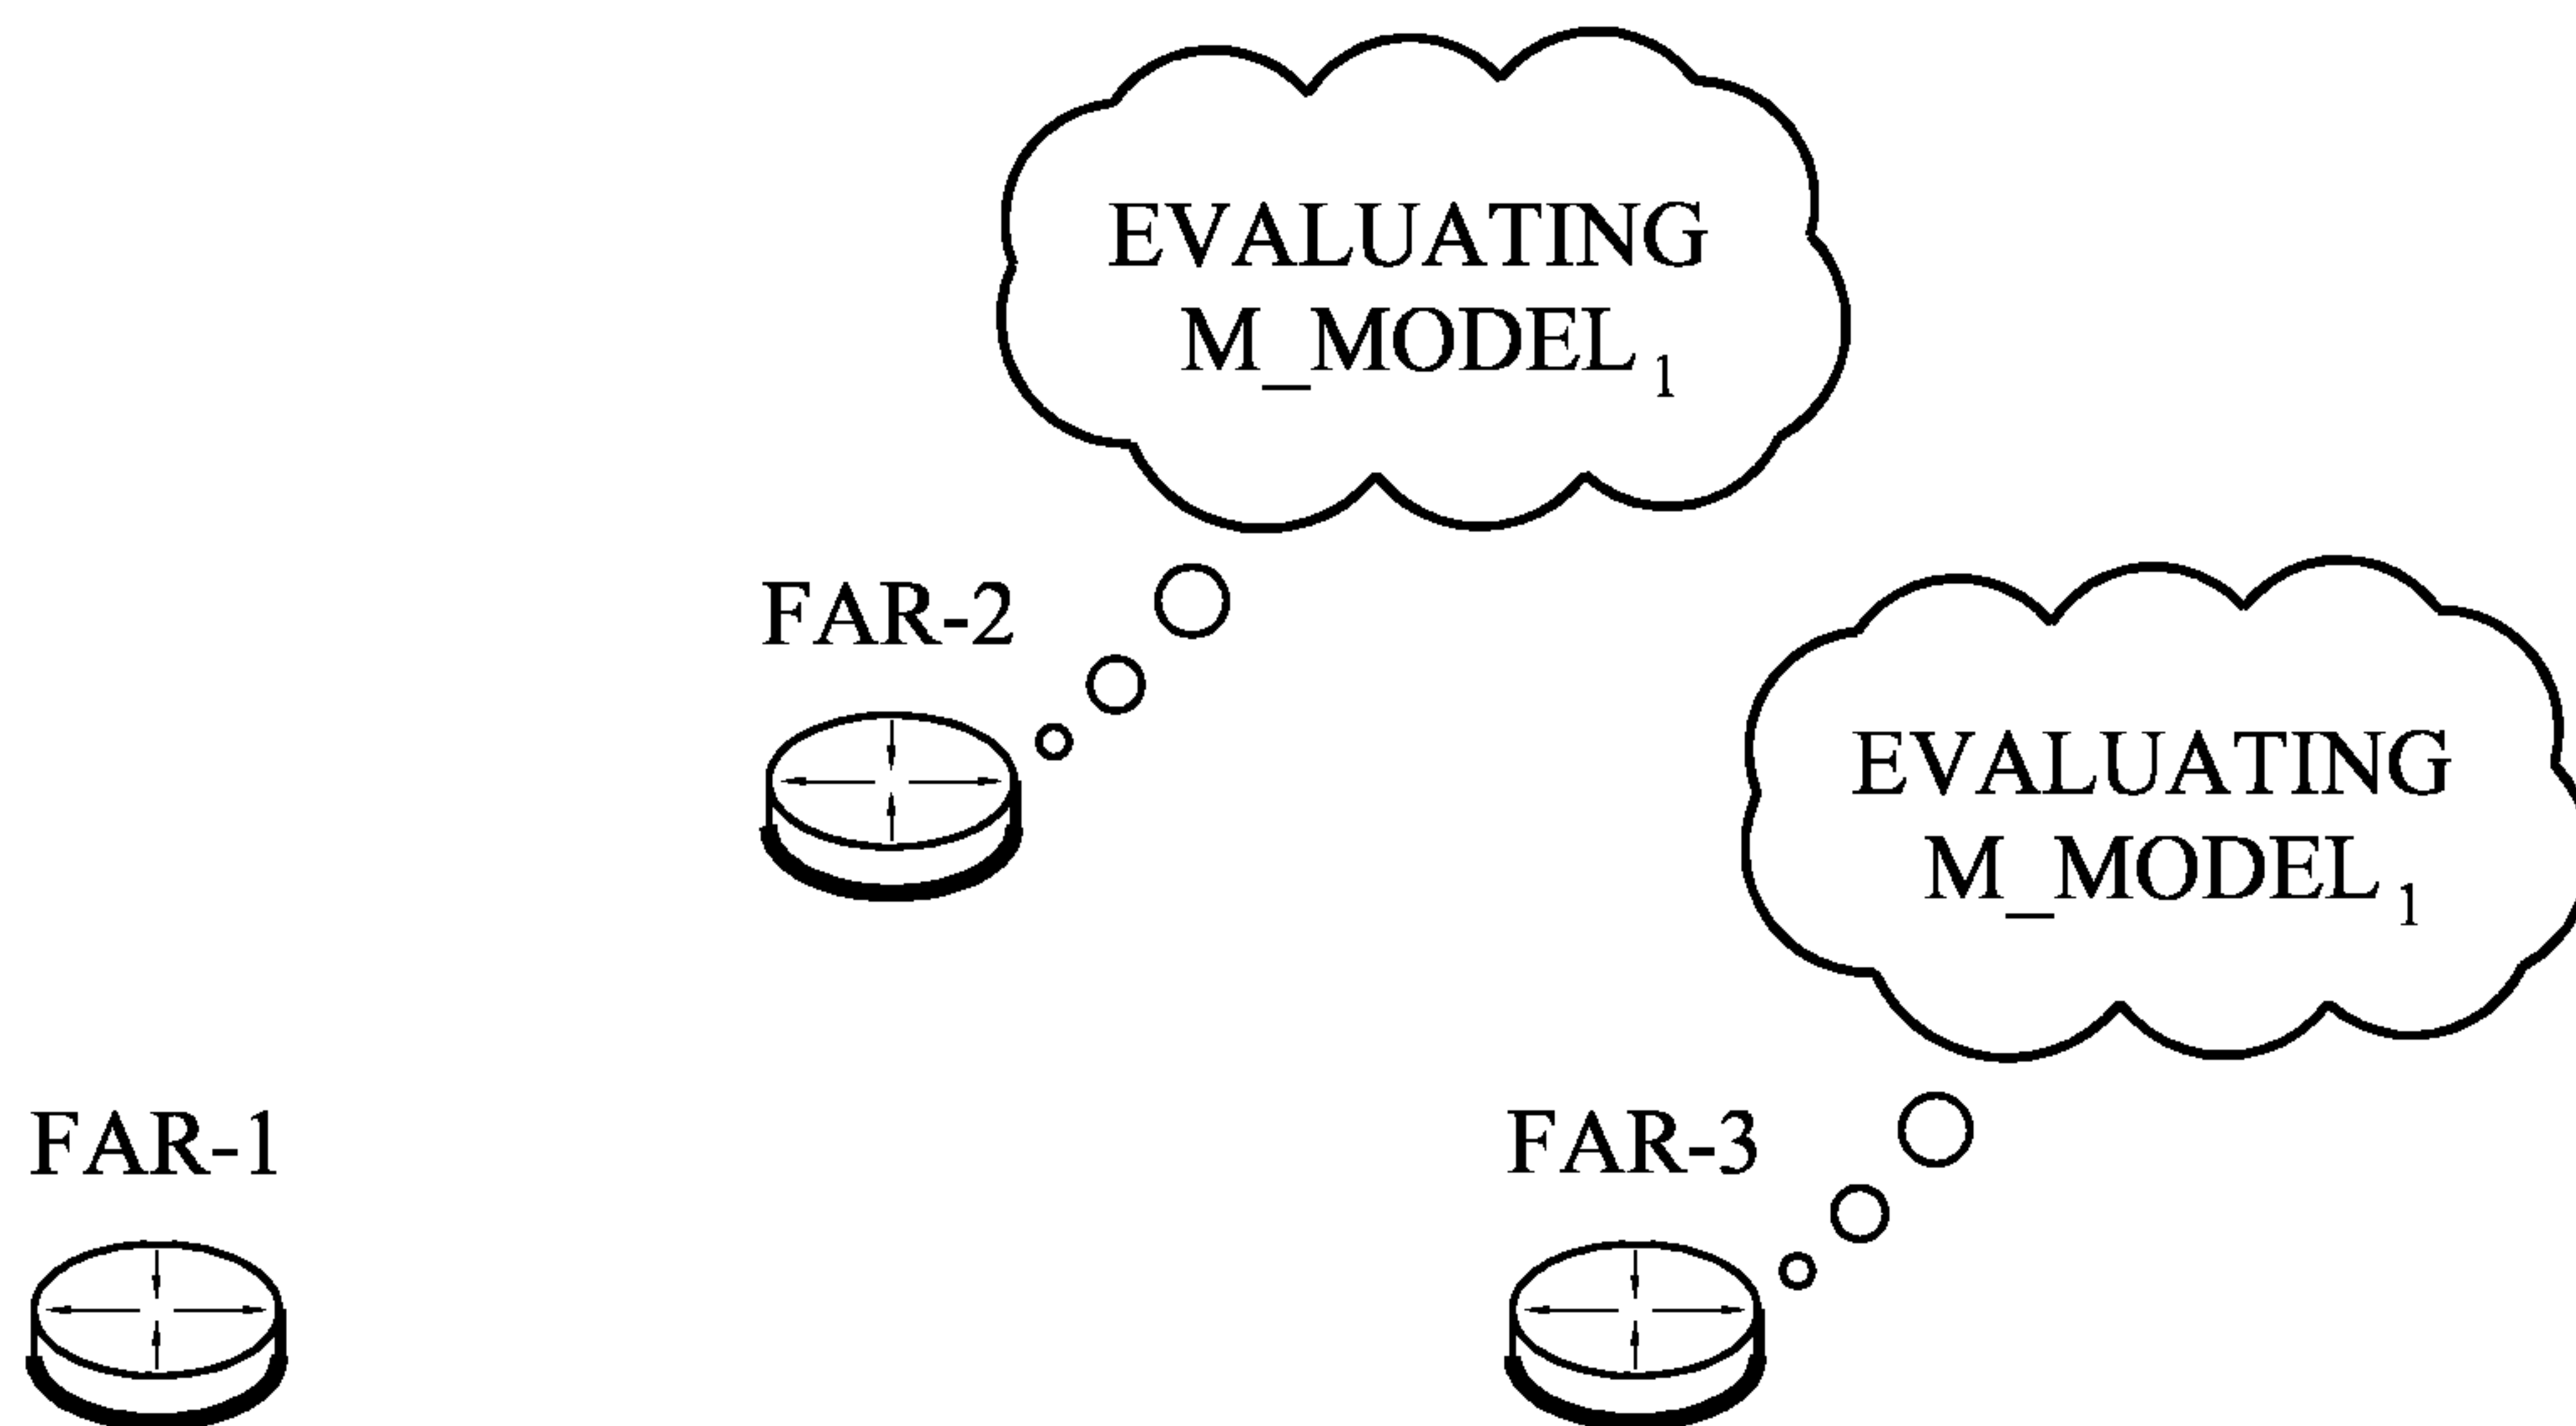 EVALUATING
M_MODEL₁
FAR-2
EVALUATING
M_MODEL₁
FAR-1
FAR-3